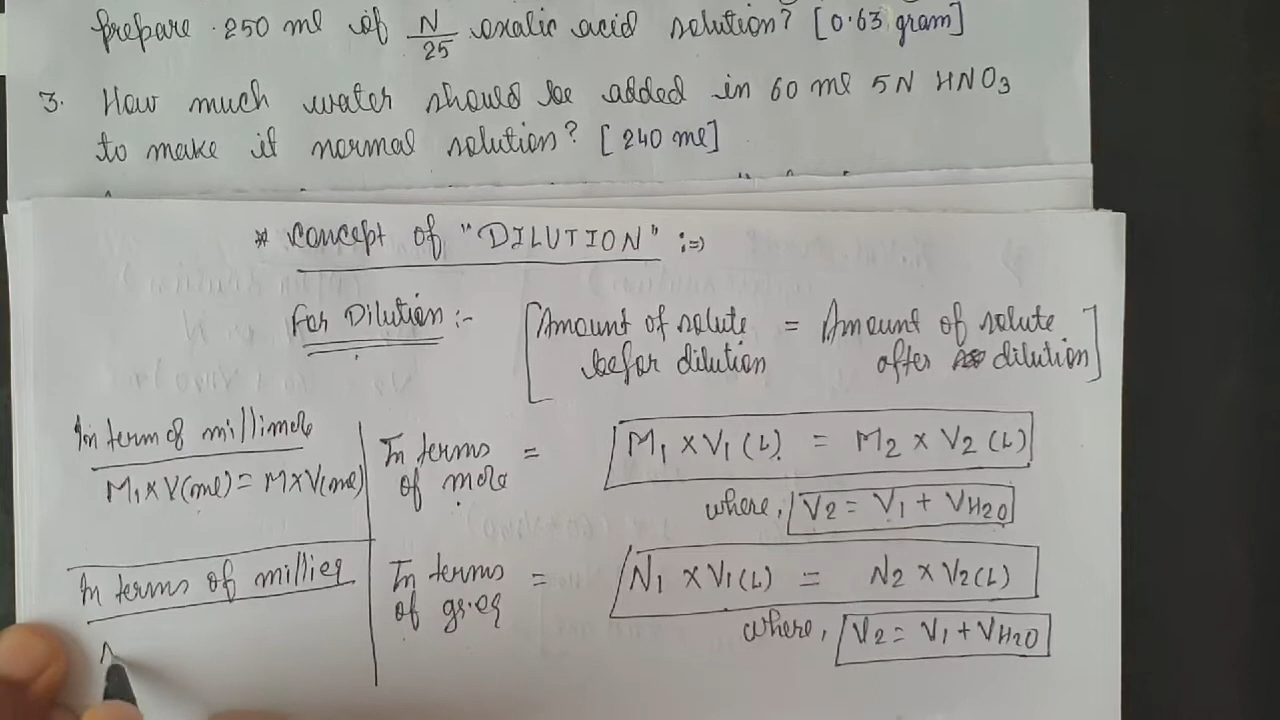 prepare 250 ml of N/25 oxalic acid solution? [0.63 gram]
3. How much water should be added in 60 ml 5N HNO3
to make it normal solution? [240 ml]
* Concept of "DILUTION" :=>
For Dilution :- [Amount of solute befor dilution = Amount of solute after dilution]
In term of millimole
M1 x V(ml) = M x V(ml)
In terms of mole = M1 x V1 (L) = M2 x V2 (L)
where, V2 = V1 + VH2O
In terms of millieq
In terms of gr.eq = N1 x V1(L) = N2 x V2(L)
where, V2 = V1 + VH2O